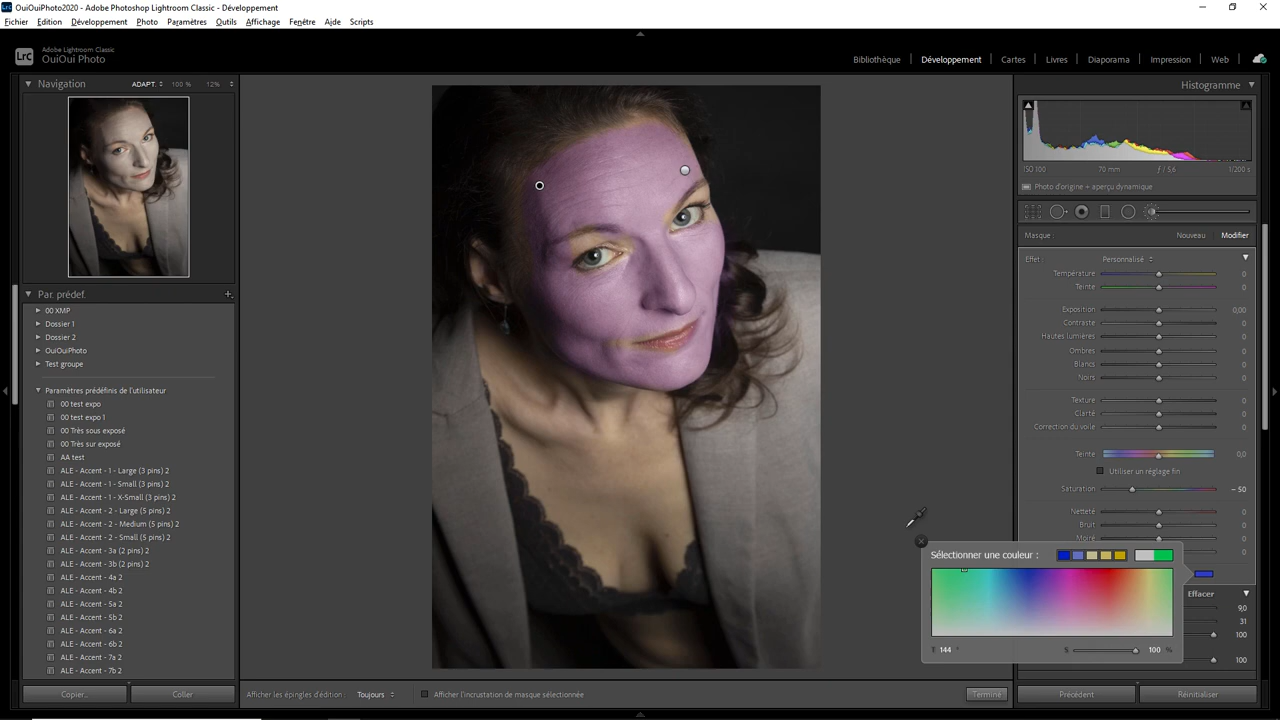 OuiOuiPhoto2020 - Adobe Photoshop Lightroom Classic - Développement
Fichier Edition Développement Photo Paramètres Outils Affichage Fenêtre Aide Scripts
Lrc
Adobe Lightroom Classic
OuiOui Photo
Bibliothèque | Développement | Cartes | Livres | Diaporama | Impression | Web
Navigation ADAPT. 100 % 12%
Par. prédef.
00 XMP
Dossier 1
Dossier 2
OuiOuiPhoto
Test groupe
Paramètres prédéfinis de l'utilisateur
00 test expo
00 test expo 1
00 Très sous exposé
00 Très sur exposé
AA test
ALE - Accent - 1 - Large (3 pins) 2
ALE - Accent - 1 - Small (3 pins) 2
ALE - Accent - 1 - X-Small (3 pins) 2
ALE - Accent - 2 - Large (5 pins) 2
ALE - Accent - 2 - Medium (5 pins) 2
ALE - Accent - 2 - Small (5 pins) 2
ALE - Accent - 3a (2 pins) 2
ALE - Accent - 3b (2 pins) 2
ALE - Accent - 4a 2
ALE - Accent - 4b 2
ALE - Accent - 5a 2
ALE - Accent - 5b 2
ALE - Accent - 6a 2
ALE - Accent - 6b 2
ALE - Accent - 7a 2
ALE - Accent - 7b 2
Copier... Coller
Afficher les épingles d'édition : Toujours Afficher l'incrustation de masque sélectionnée Terminé
Histogramme
ISO 100 70 mm ƒ / 5,6 1/200 s
Photo d'origine + aperçu dynamique
Masque : Nouveau Modifier
Effet : Personnalisé
Température 0
Teinte 0
Exposition 0,00
Contraste 0
Hautes lumières 0
Ombres 0
Blancs 0
Noirs 0
Texture 0
Clarté 0
Correction du voile 0
Teinte 0,0
Utiliser un réglage fin
Saturation – 50
Netteté 0
Bruit 0
Moiré 0
0
Sélectionner une couleur :
T 144 ° S 100 %
Effacer
9,0
31
100
100
Précédent Réinitialiser